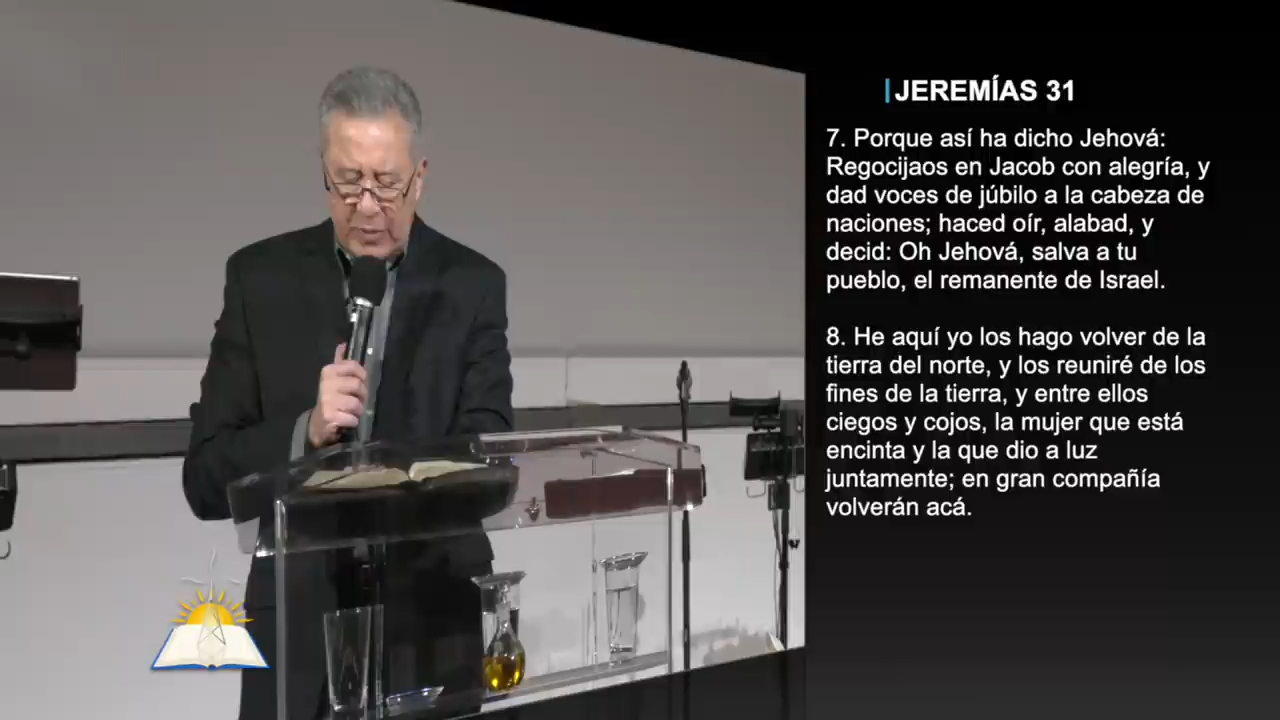 JEREMÍAS 31
7. Porque así ha dicho Jehová:
Regocijaos en Jacob con alegría, y
dad voces de júbilo a la cabeza de
naciones; haced oír, alabad, y
decid: Oh Jehová, salva a tu
pueblo, el remanente de Israel.
8. He aquí yo los hago volver de la
tierra del norte, y los reuniré de los
fines de la tierra, y entre ellos
ciegos y cojos, la mujer que está
encinta y la que dio a luz
juntamente; en gran compañía
volverán acá.